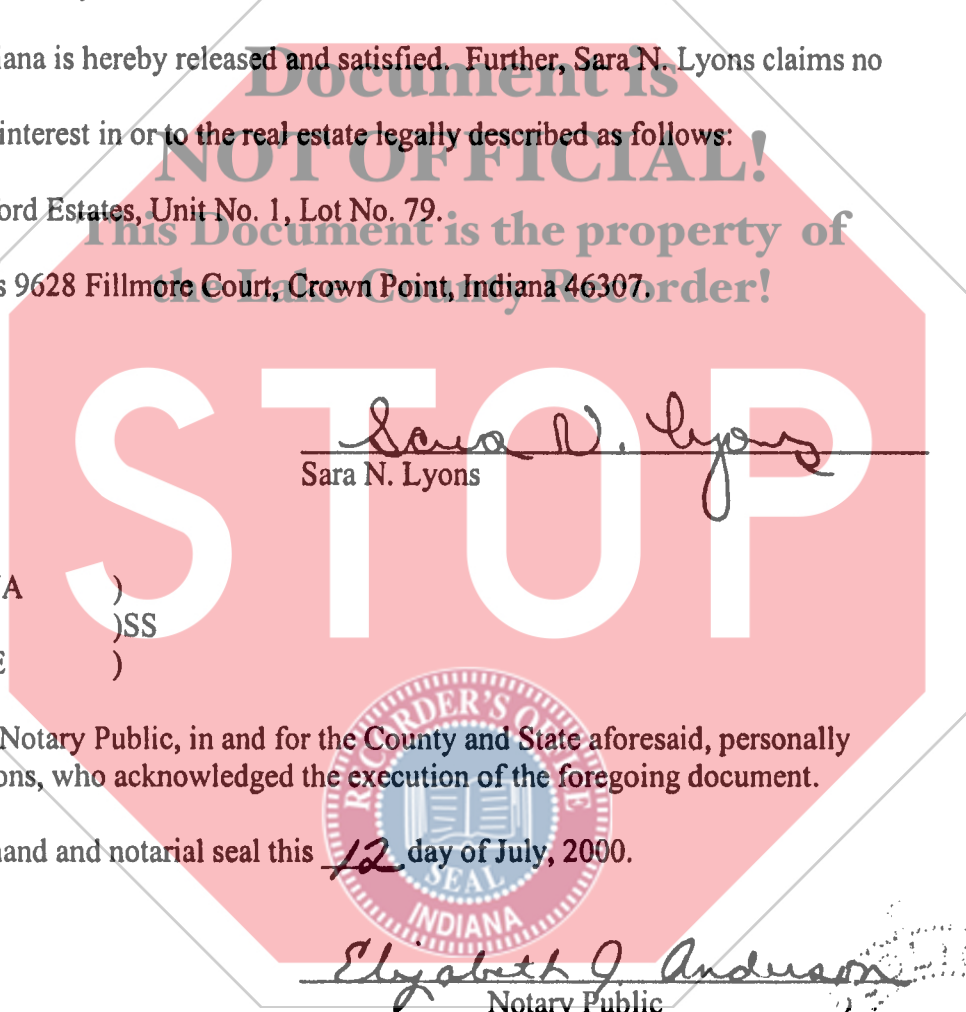 iana is hereby released and satisfied. Further, Sara N. Lyons claims no
Document is
interest in or to the real estate legally described as follows:
NOT OFFICIAL!
ord Estates, Unit No. 1, Lot No. 79.
This Document is the property of
s 9628 Fillmore Court, Crown Point, Indiana 46307.
the Lake County Recorder!
STOP
Sara N. Lyons
Sara N. Lyons
A )
)SS
E )
RECORDER'S OFFICE
Notary Public, in and for the County and State aforesaid, personally
ons, who acknowledged the execution of the foregoing document.
hand and notarial seal this 12 day of July, 2000.
SEAL
INDIANA
Elizabeth J Anderson
Notary Public